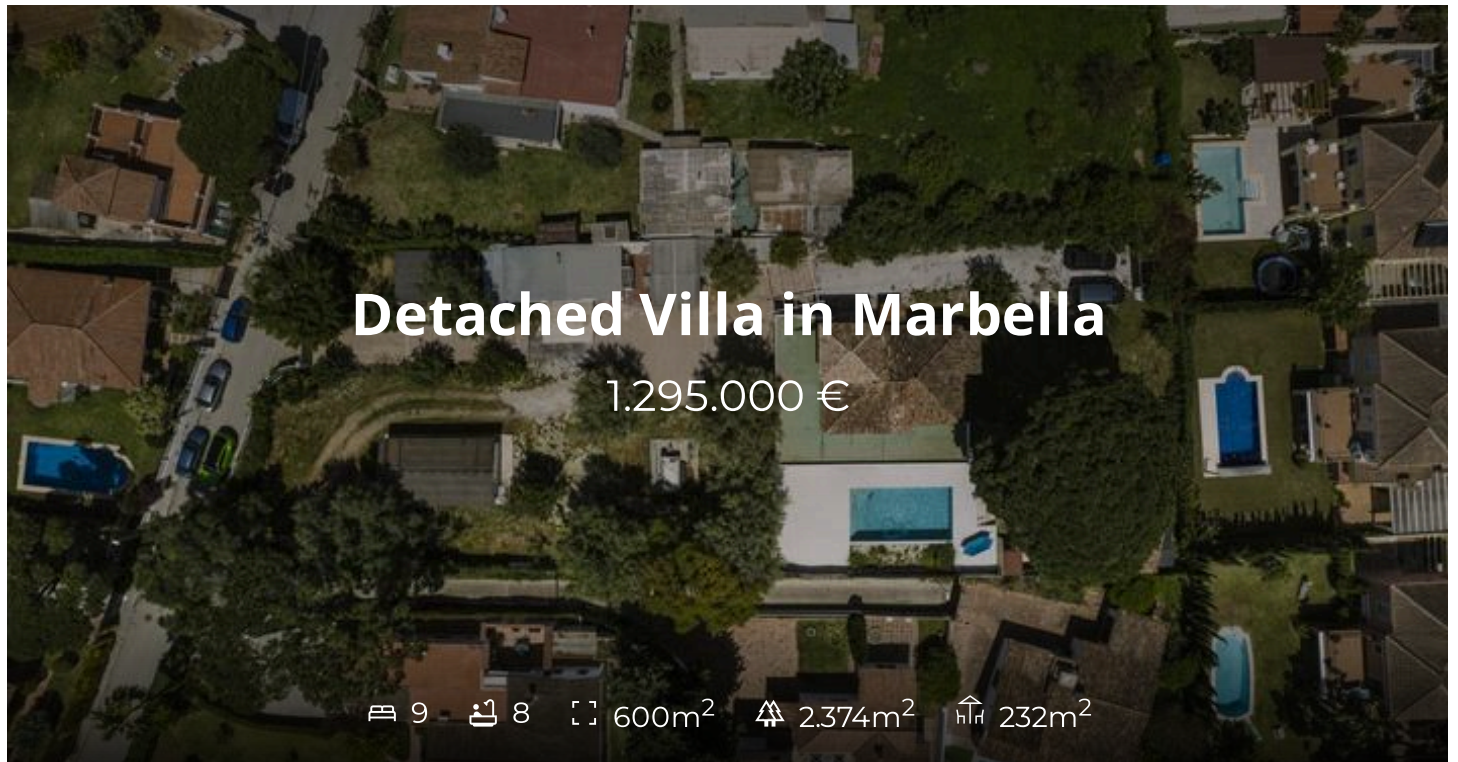 Detached Villa in Marbella
1.295.000 €
9 8 600m² 2.374m² 232m²